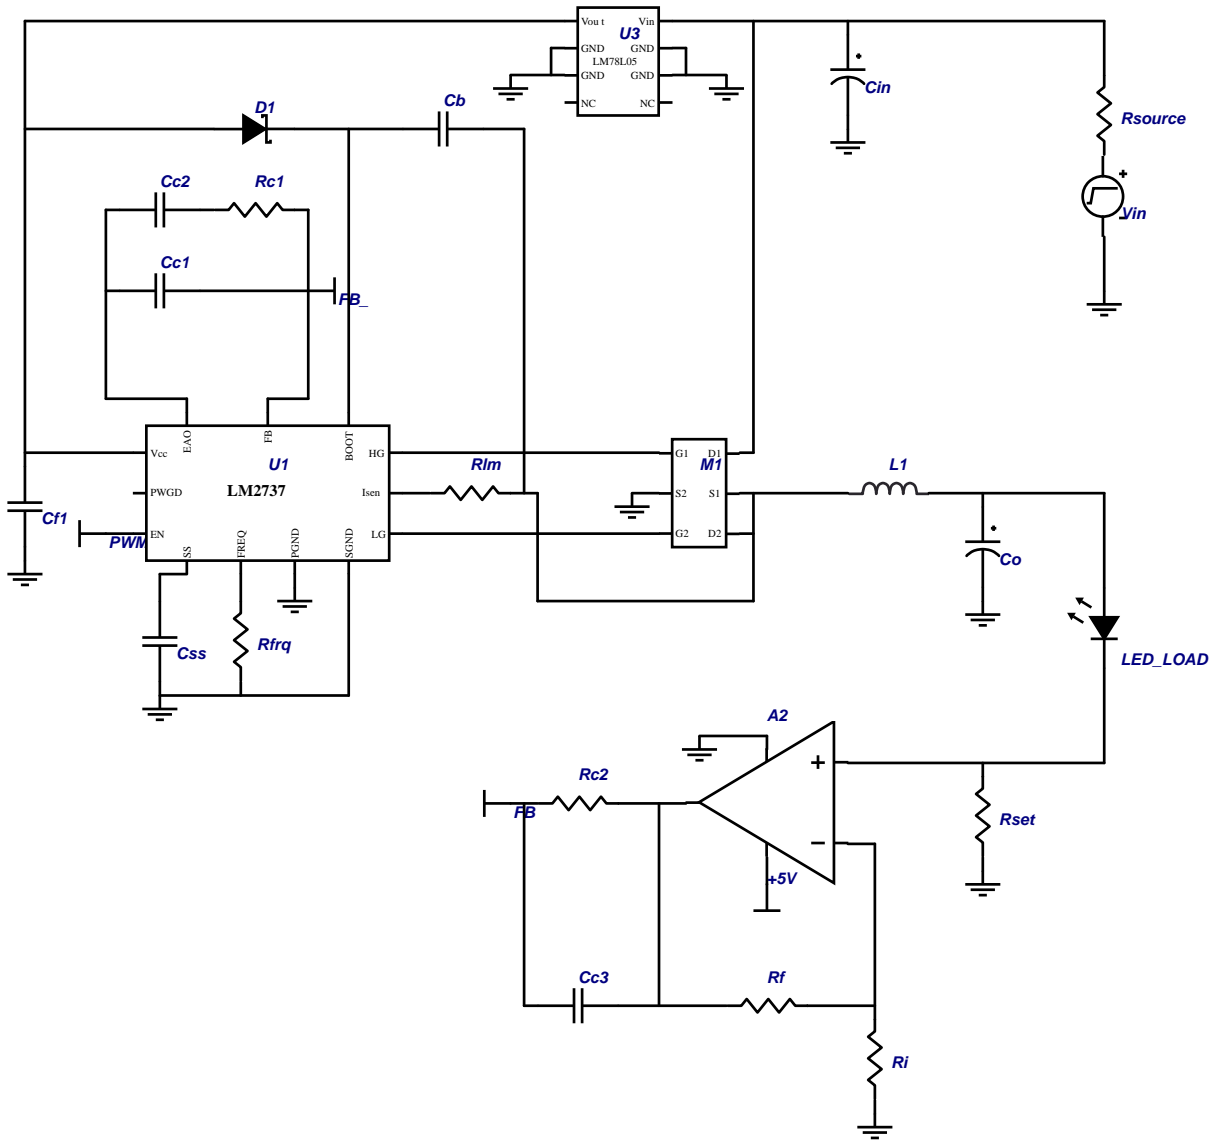 Vou t
Vin
U3
GND
GND
LM78L05
GND
GND
NC
NC
Cin
Rsource
Vin
D1
Cb
Cc2
Rc1
Cc1
FB_
EAO
FB
BOOT
Vcc
HG
U1
PWGD
LM2737
Isen
EN
LG
SS
FREQ
PGND
SGND
PWM
Cf1
Rlm
G1
D1
M1
S2
S1
G2
D2
L1
Co
Css
Rfrq
LED_LOAD
A2
+
−
+5V
Rc2
FB
Rset
Cc3
Rf
Ri